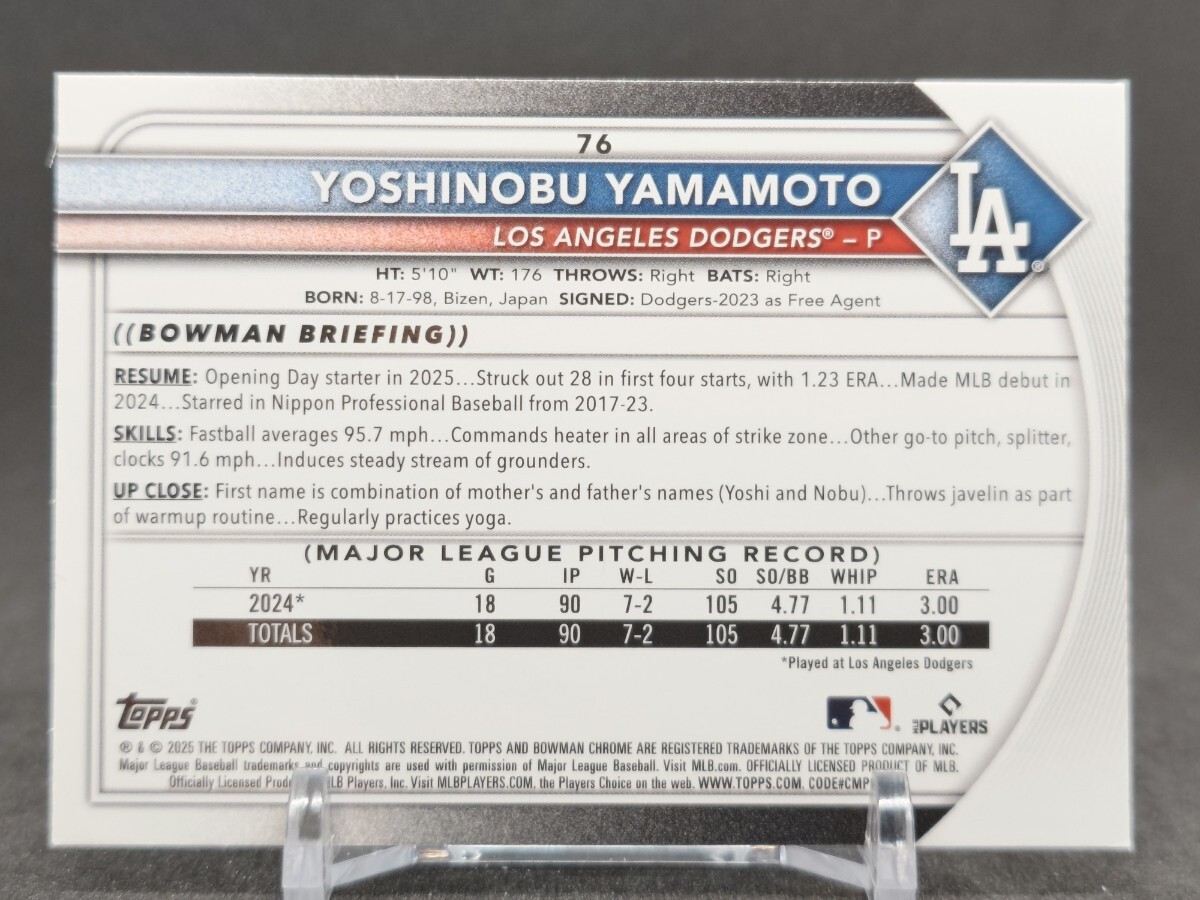 76
YOSHINOBU YAMAMOTO
LOS ANGELES DODGERS® – P
LA ®
HT: 5'10" WT: 176 THROWS: Right BATS: Right
BORN: 8-17-98, Bizen, Japan SIGNED: Dodgers-2023 as Free Agent
((BOWMAN BRIEFING))
RESUME: Opening Day starter in 2025...Struck out 28 in first four starts, with 1.23 ERA...Made MLB debut in
2024...Starred in Nippon Professional Baseball from 2017-23.
SKILLS: Fastball averages 95.7 mph...Commands heater in all areas of strike zone...Other go-to pitch, splitter,
clocks 91.6 mph...Induces steady stream of grounders.
UP CLOSE: First name is combination of mother's and father's names (Yoshi and Nobu)...Throws javelin as part
of warmup routine...Regularly practices yoga.
(MAJOR LEAGUE PITCHING RECORD)
YR G IP W-L SO SO/BB WHIP ERA
2024* 18 90 7-2 105 4.77 1.11 3.00
TOTALS 18 90 7-2 105 4.77 1.11 3.00
*Played at Los Angeles Dodgers
Topps® MLB PLAYERS
® & © 2025 THE TOPPS COMPANY, INC. ALL RIGHTS RESERVED. TOPPS AND BOWMAN CHROME ARE REGISTERED TRADEMARKS OF THE TOPPS COMPANY, INC.
Major League Baseball trademarks and copyrights are used with permission of Major League Baseball. Visit MLB.com. OFFICIALLY LICENSED PRODUCT OF MLB.
Officially Licensed MLB Players, Inc. Visit MLBPLAYERS.COM, the Players Choice on the web. WWW.TOPPS.COM. CODE#CMP